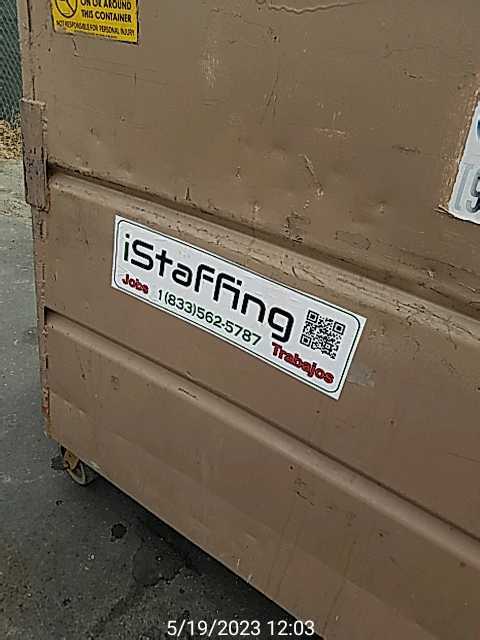 ON OR AROUND
THIS CONTAINER
NOT RESPONSIBLE FOR PERSONAL INJURY
iStaffing
Jobs 1(833)562-5787 Trabajos
5/19/2023 12:03